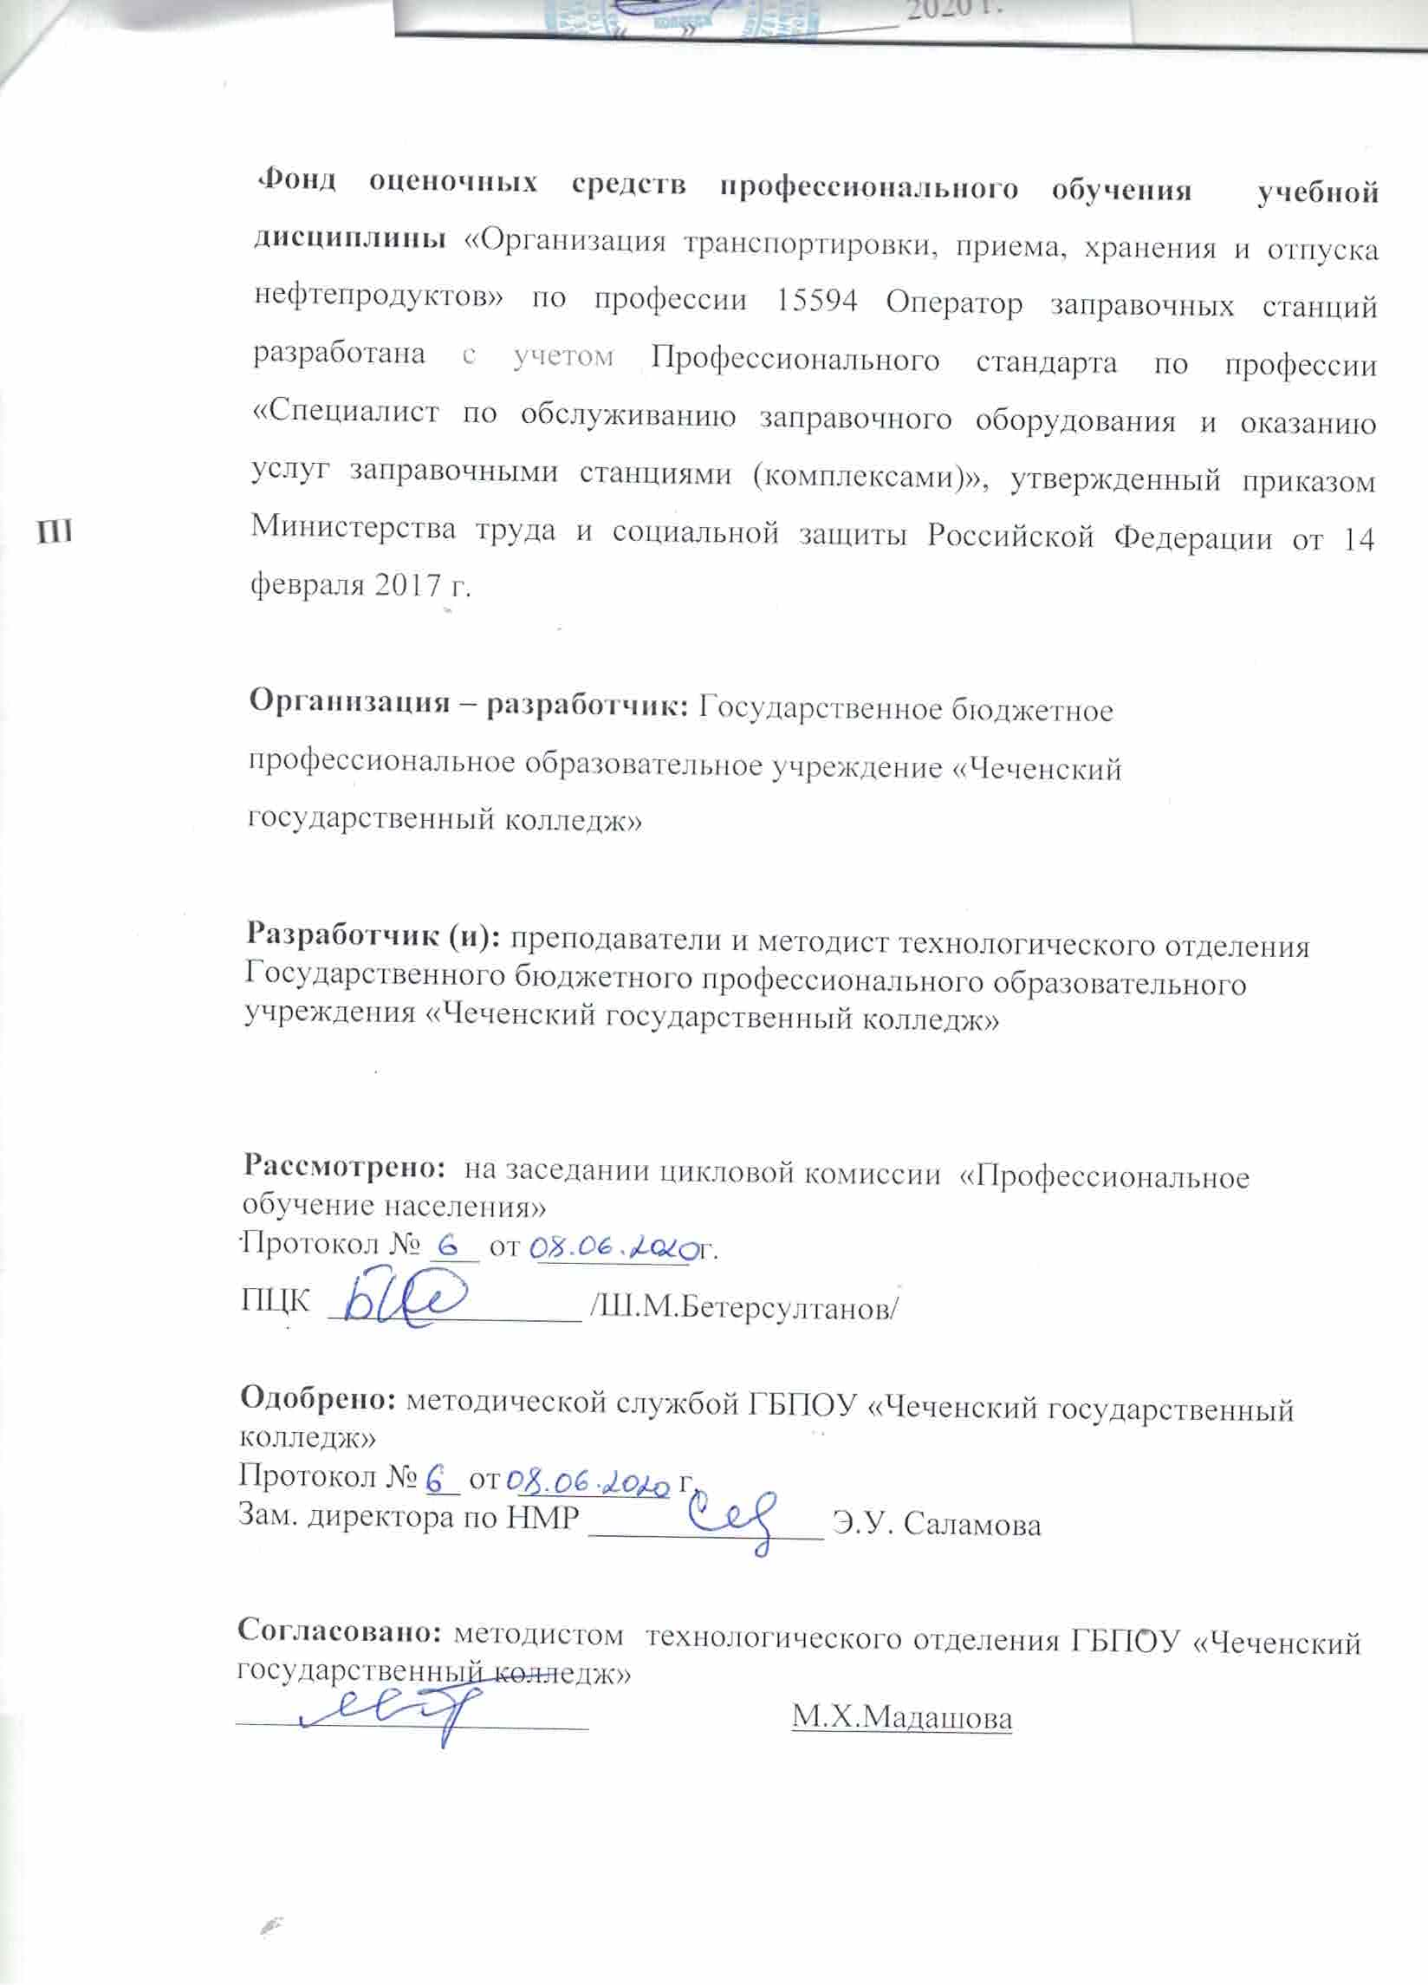 2020 г.
Фонд оценочных средств профессионального обучения учебной
дисциплины «Организация транспортировки, приема, хранения и отпуска
нефтепродуктов» по профессии 15594 Оператор заправочных станций
разработана с учетом Профессионального стандарта по профессии
«Специалист по обслуживанию заправочного оборудования и оказанию
услуг заправочными станциями (комплексами)», утвержденный приказом
Министерства труда и социальной защиты Российской Федерации от 14
февраля 2017 г.
Организация – разработчик: Государственное бюджетное
профессиональное образовательное учреждение «Чеченский
государственный колледж»
Разработчик (и): преподаватели и методист технологического отделения
Государственного бюджетного профессионального образовательного
учреждения «Чеченский государственный колледж»
Рассмотрено: на заседании цикловой комиссии «Профессиональное
обучение населения»
Протокол № 6 от 08.06.2020г.
ПЦК /Ш.М.Бетерсултанов/
Одобрено: методической службой ГБПОУ «Чеченский государственный
колледж»
Протокол № 6 от 08.06.2020 г.
Зам. директора по НМР Э.У. Саламова
Согласовано: методистом технологического отделения ГБПОУ «Чеченский
государственный колледж»
М.Х.Мадашова